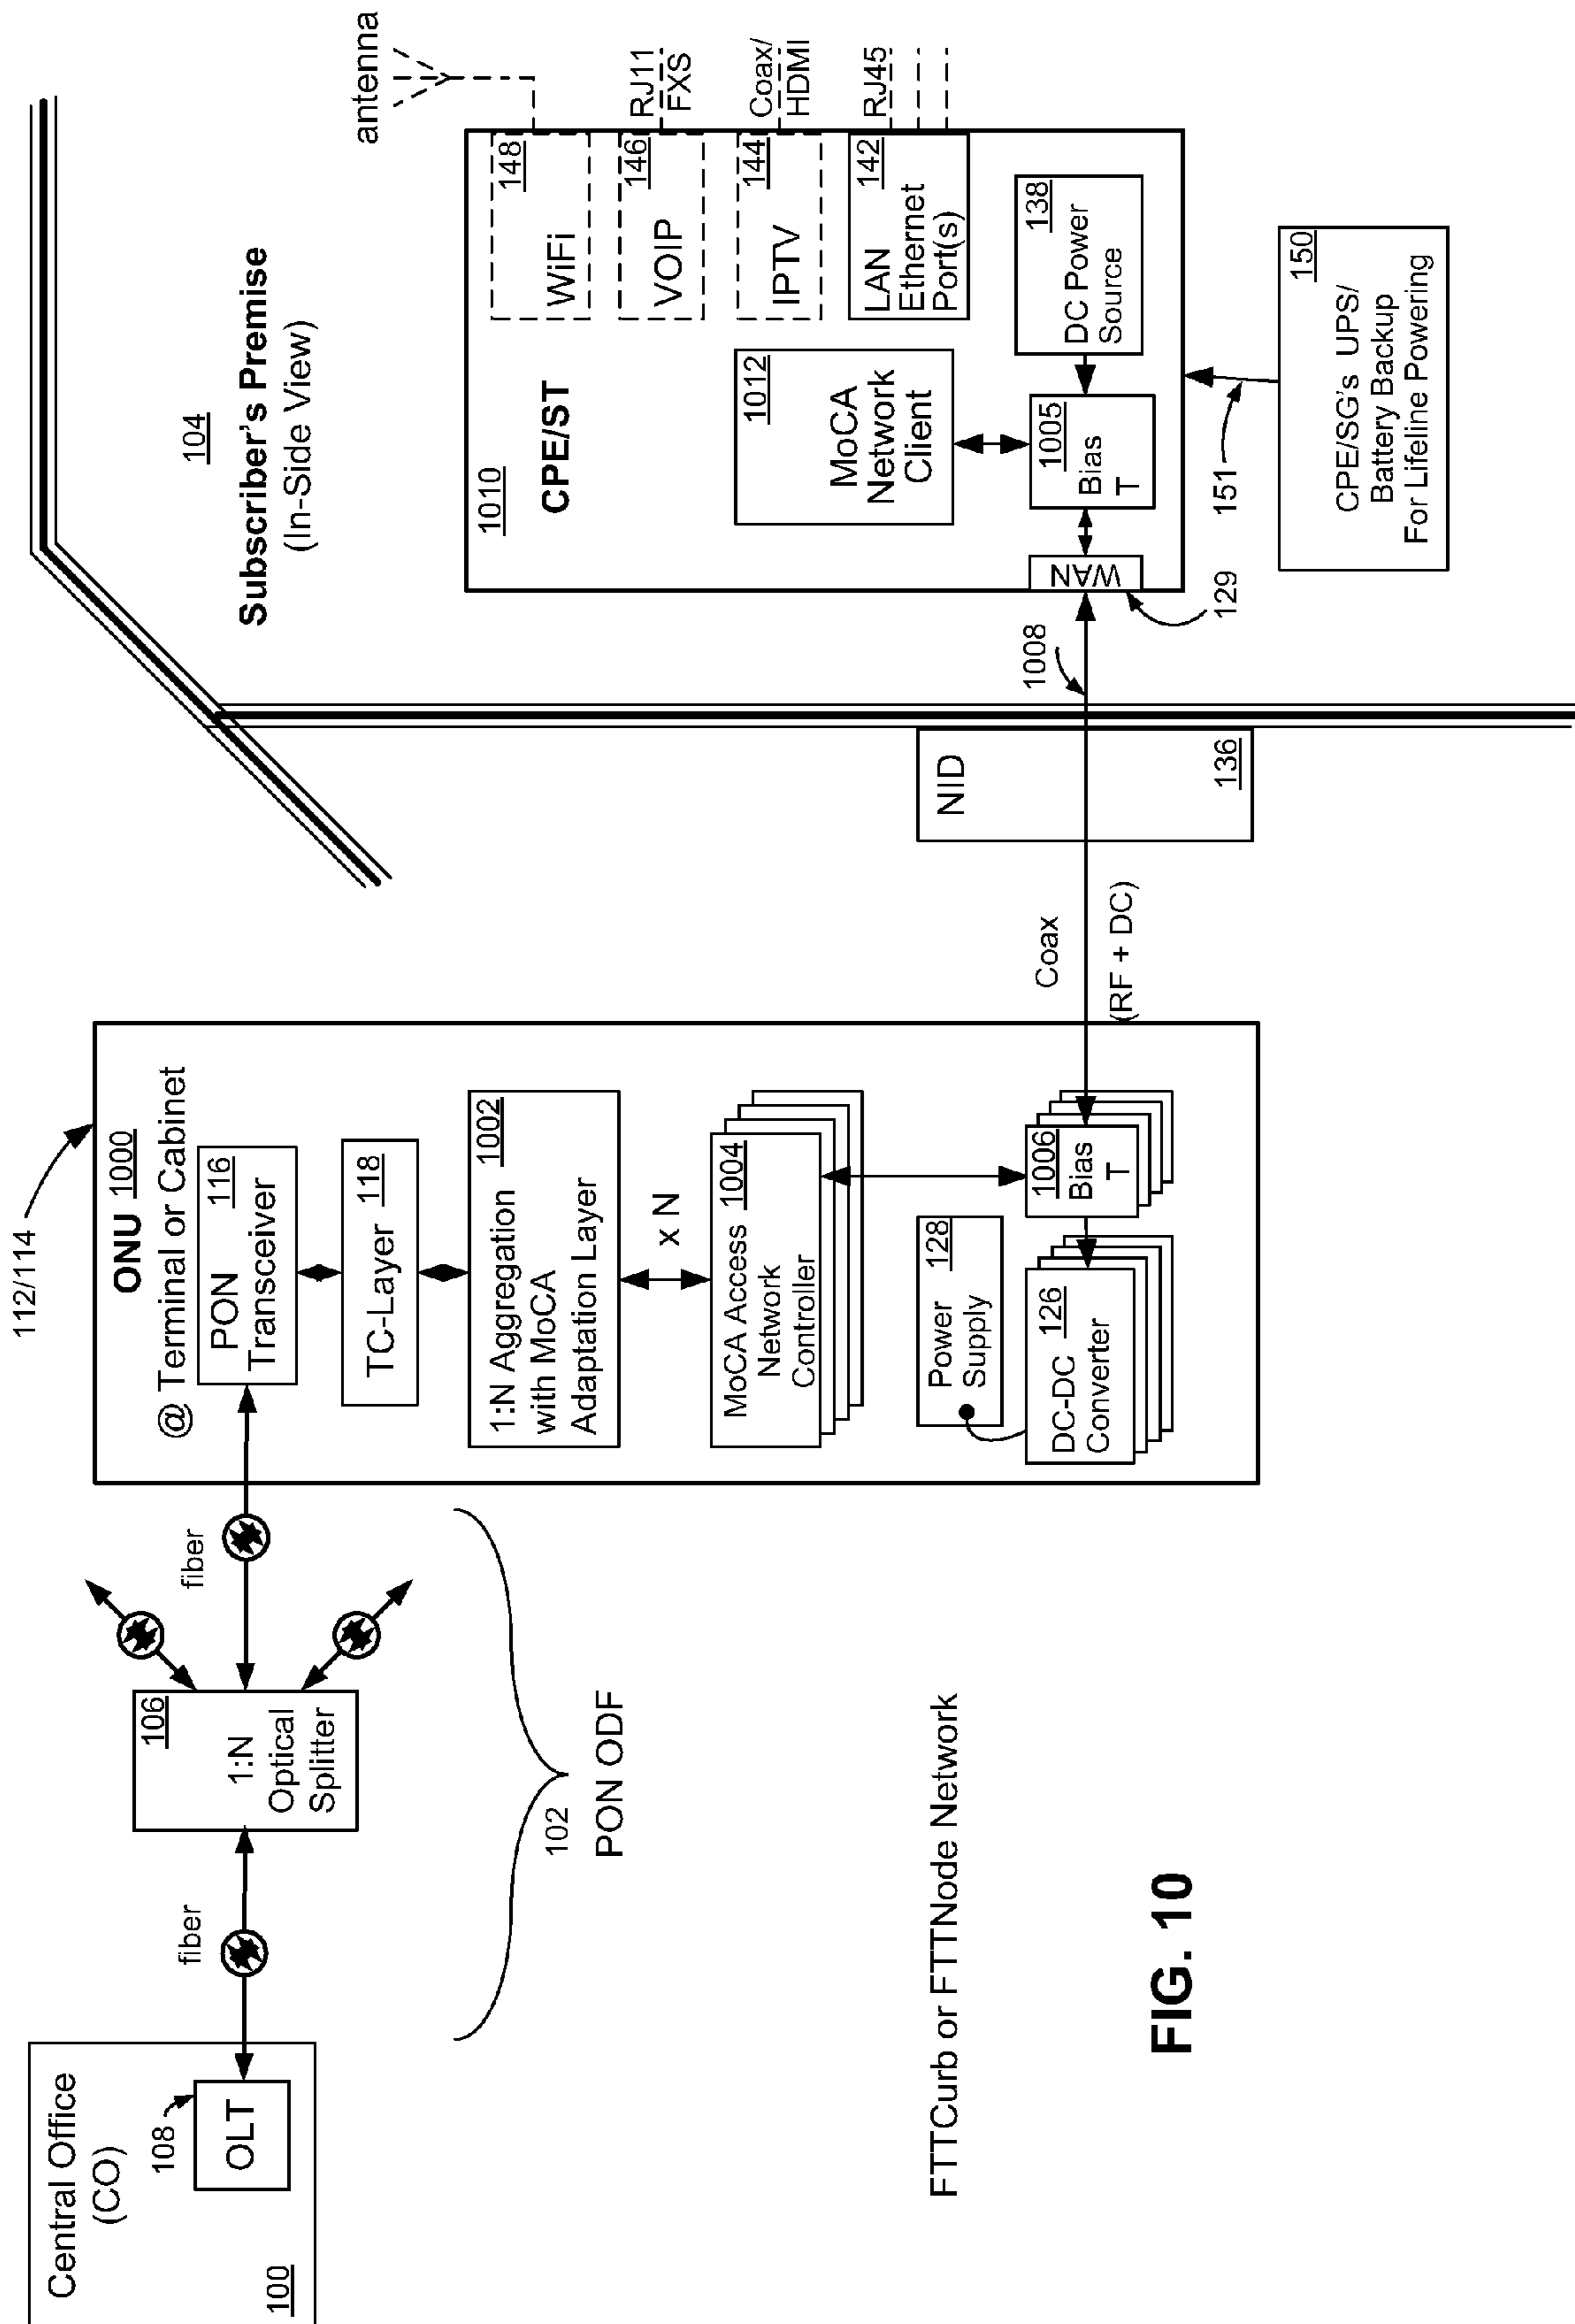 Central Office
(CO)
100
108
OLT
fiber
106
1:N
Optical
Splitter
fiber
102
PON ODF
112/114
ONU 1000
@ Terminal or Cabinet
PON 116
Transceiver
TC-Layer 118
1:N Aggregation 1002
with MoCA
Adaptation Layer
x N
MoCA Access 1004
Network
Controller
Power 128
Supply
DC-DC 126
Converter
1006
Bias
T
Coax
(RF + DC)
NID
136
1008
104
Subscriber's Premise
(In-Side View)
1010
CPE/ST
WAN
129
1012
MoCA
Network
Client
1005
Bias
T
138
DC Power
Source
148
WiFi
146
VOIP
144
IPTV
142
LAN
Ethernet
Port(s)
antenna
RJ11
FXS
Coax/
HDMI
RJ45
151
150
CPE/SG's UPS/
Battery Backup
For Lifeline Powering
FTTCurb or FTTNode Network
FIG. 10